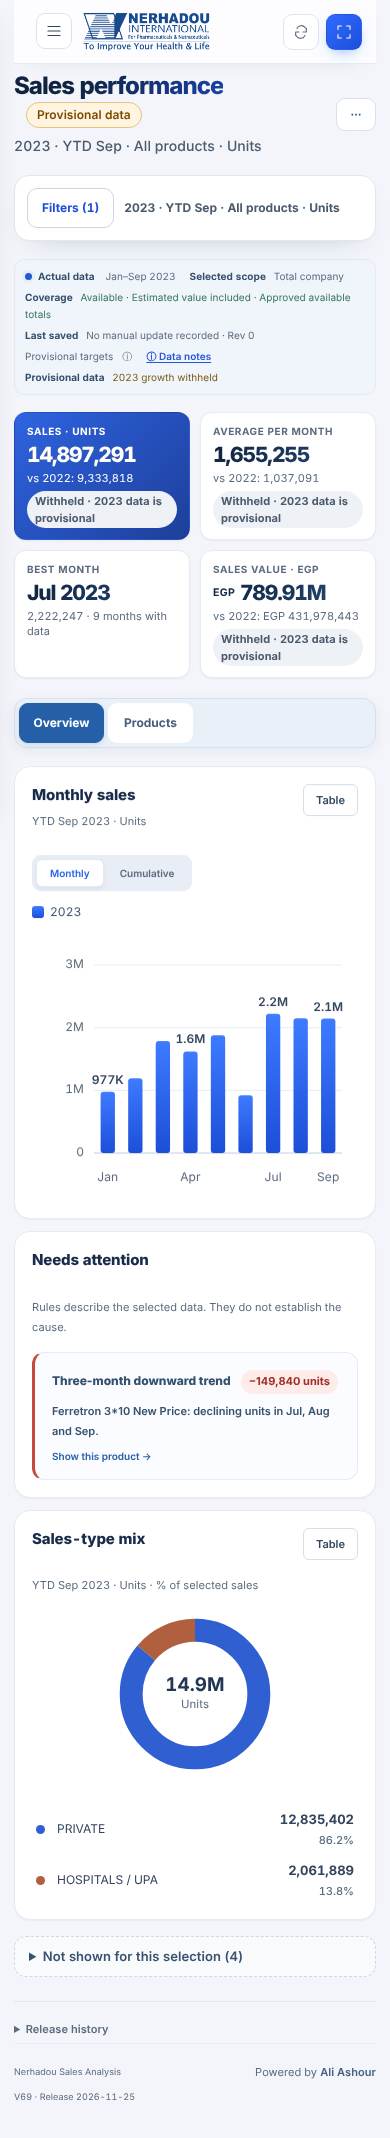 NERHADOU
INTERNATIONAL
for Pharmaceuticals & Nutraceuticals
To Improve Your Health & Life
Sales performance
Provisional data
...
2023 · YTD Sep · All products · Units
Filters (1)
2023 · YTD Sep · All products · Units
Actual data Jan–Sep 2023 Selected scope Total company
Coverage Available · Estimated value included · Approved available
totals
Last saved No manual update recorded · Rev 0
Provisional targets ⓘ ⓘ Data notes
Provisional data 2023 growth withheld
SALES · UNITS
14,897,291
vs 2022: 9,333,818
Withheld · 2023 data is
provisional
AVERAGE PER MONTH
1,655,255
vs 2022: 1,037,091
Withheld · 2023 data is
provisional
BEST MONTH
Jul 2023
2,222,247 · 9 months with
data
SALES VALUE · EGP
EGP 789.91M
vs 2022: EGP 431,978,443
Withheld · 2023 data is
provisional
Overview
Products
Monthly sales
Table
YTD Sep 2023 · Units
Monthly
Cumulative
2023
3M
2M
1M
0
977K
1.6M
2.2M
2.1M
Jan
Apr
Jul
Sep
Needs attention
Rules describe the selected data. They do not establish the
cause.
Three-month downward trend
−149,840 units
Ferretron 3*10 New Price: declining units in Jul, Aug
and Sep.
Show this product →
Sales-type mix
Table
YTD Sep 2023 · Units · % of selected sales
14.9M
Units
PRIVATE
12,835,402
86.2%
HOSPITALS / UPA
2,061,889
13.8%
▶ Not shown for this selection (4)
▶ Release history
Nerhadou Sales Analysis
Powered by Ali Ashour
V69 · Release 2026-11-25